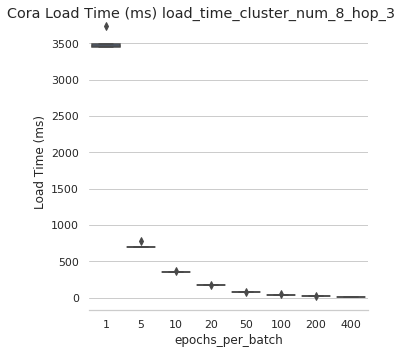 Cora Load Time (ms) load_time_cluster_num_8_hop_3
3500
3000
2500
2000
1500
1000
500
0
Load Time (ms)
1 5 10 20 50 100 200 400
epochs_per_batch